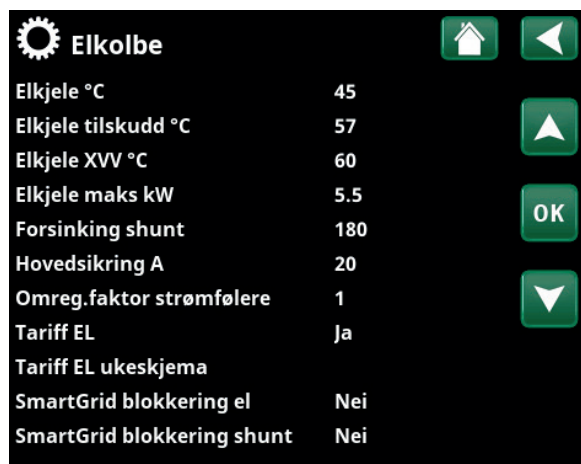 Elkolbe
Elkjele °C 45
Elkjele tilskudd °C 57
Elkjele XVV °C 60
Elkjele maks kW 5.5
Forsinking shunt 180
OK
Hovedsikring A 20
Omreg.faktor strømfølere 1
Tariff EL Ja
Tariff EL ukeskjema
SmartGrid blokkering el Nei
SmartGrid blokkering shunt Nei